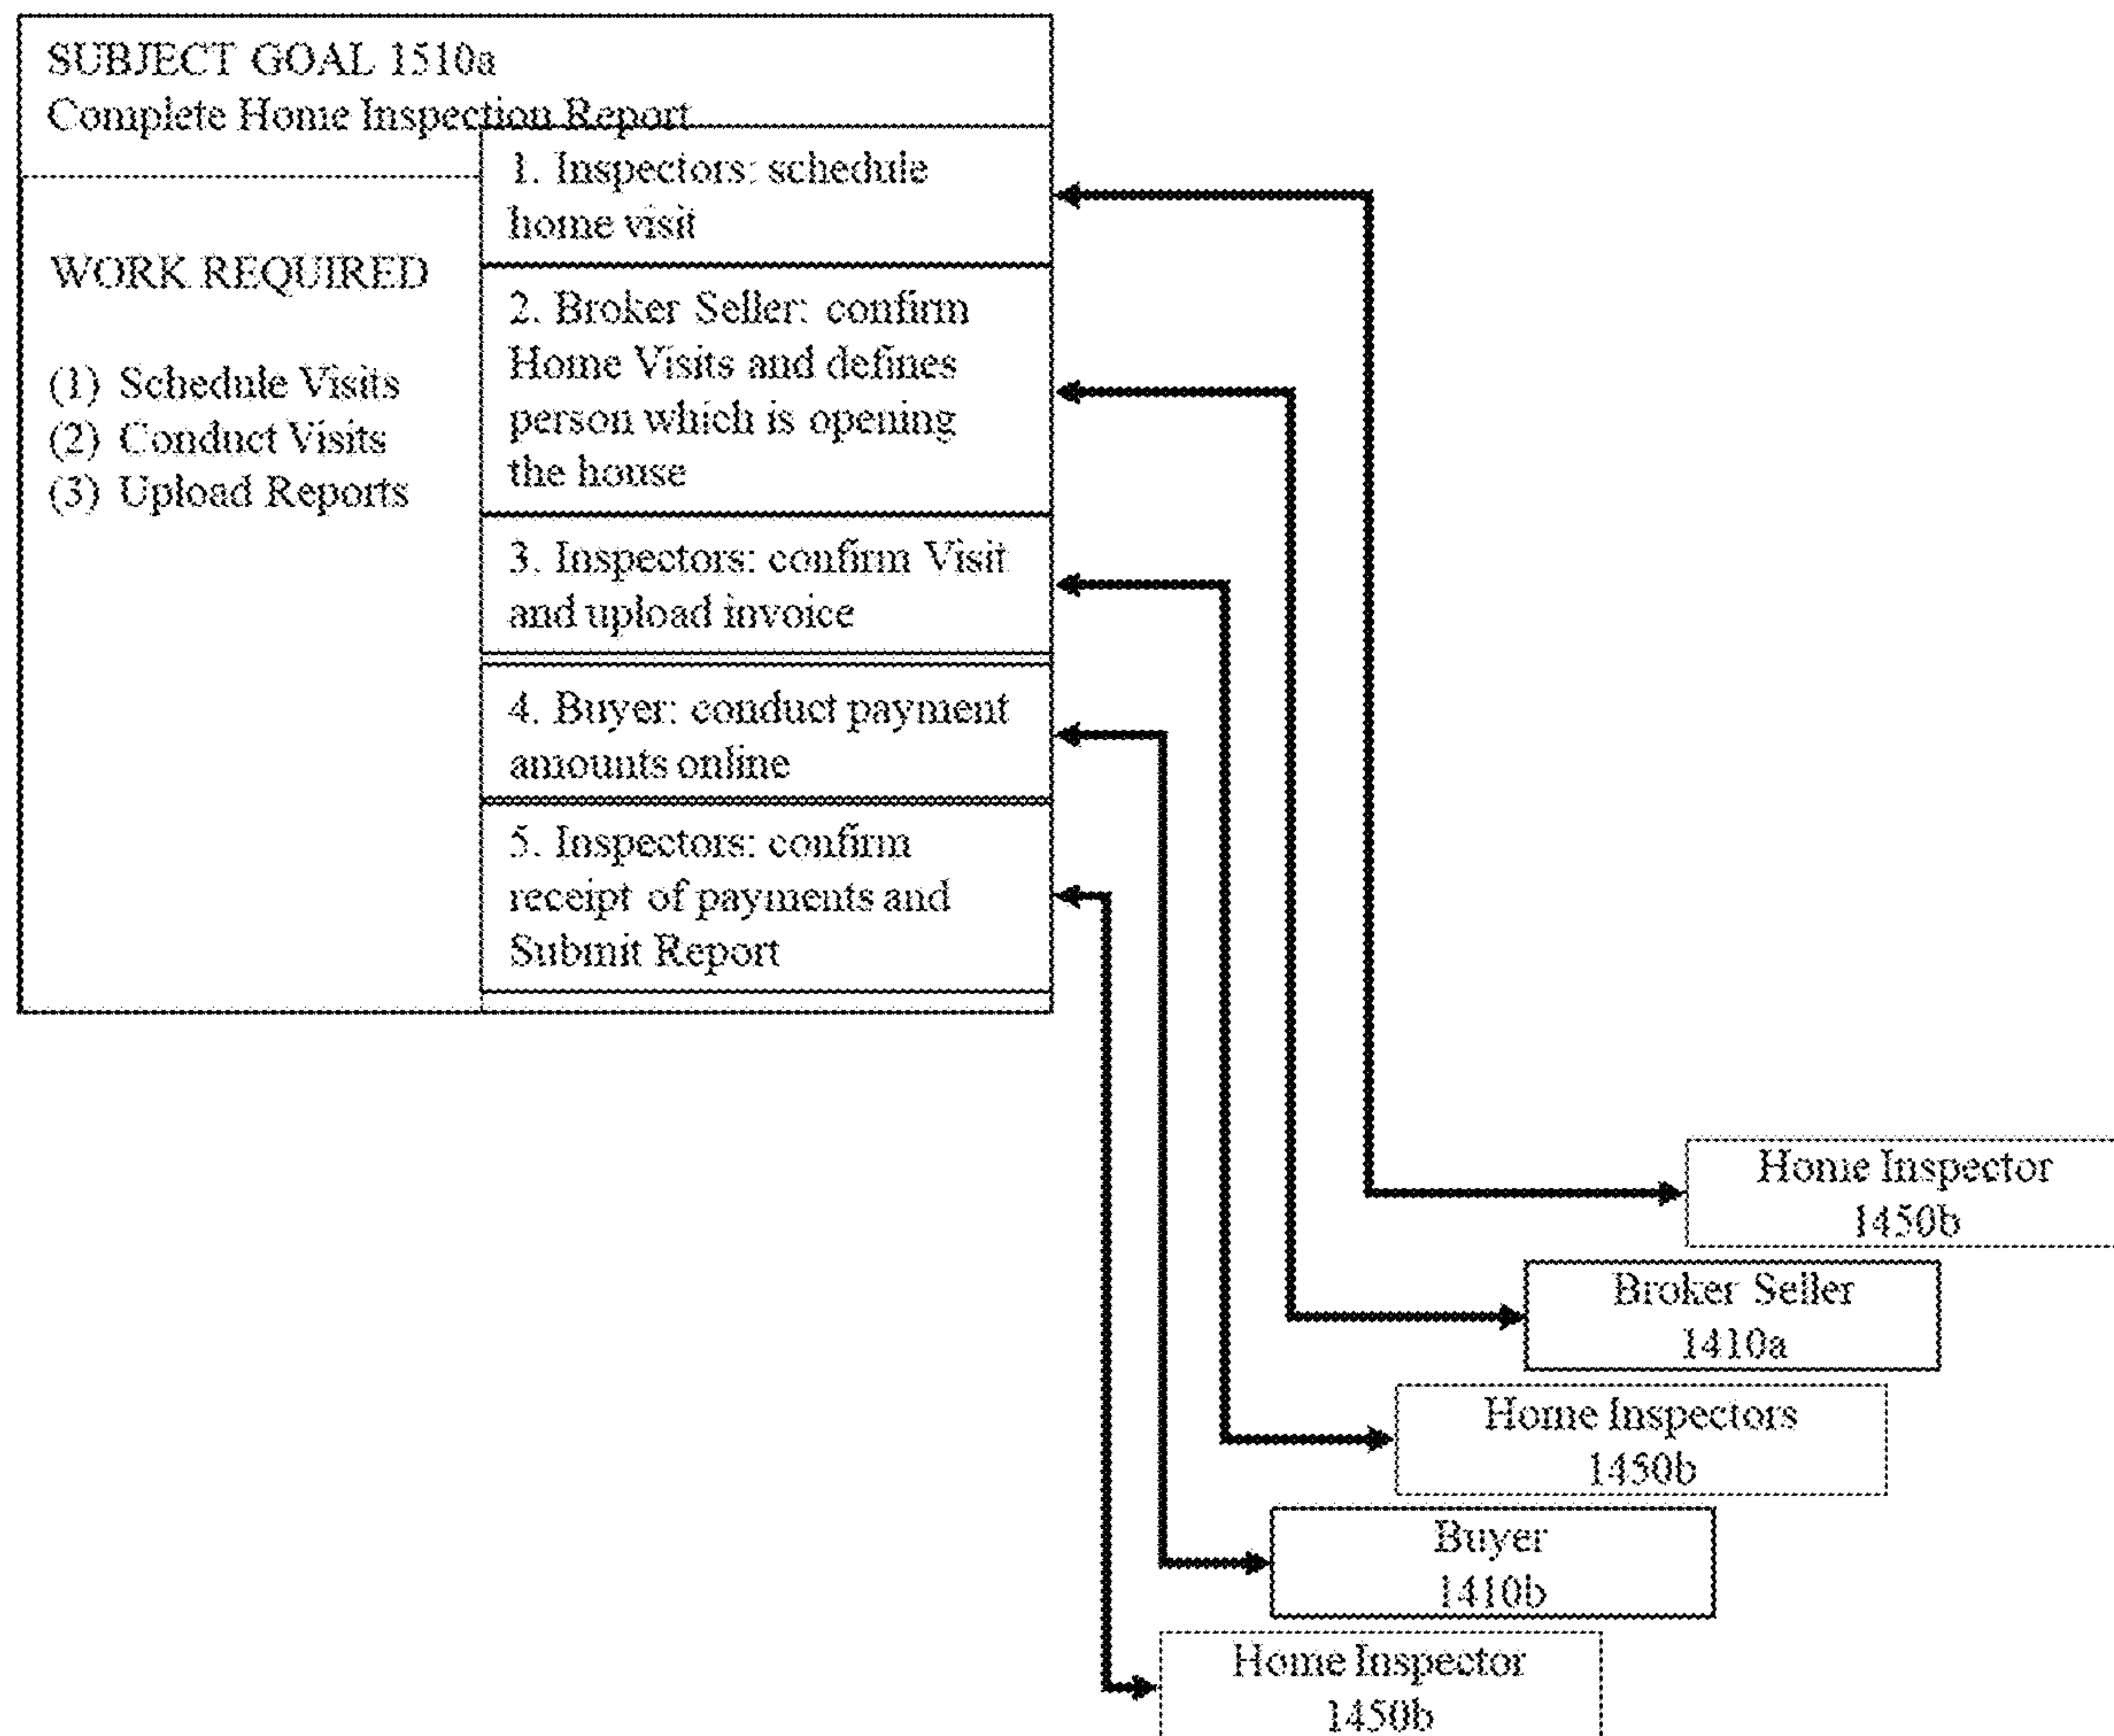 SUBJECT GOAL 1510a
Complete Home Inspection Report
WORK REQUIRED
(1) Schedule Visits
(2) Conduct Visits
(3) Upload Reports
1. Inspectors: schedule
home visit
2. Broker Seller: confirm
Home Visits and defines
person which is opening
the house
3. Inspectors: confirm Visit
and upload invoice
4. Buyer: conduct payment
amounts online
5. Inspectors: confirm
receipt of payments and
Submit Report
Home Inspector
1450b
Broker Seller
1410a
Home Inspectors
1450b
Buyer
1410b
Home Inspector
1450b